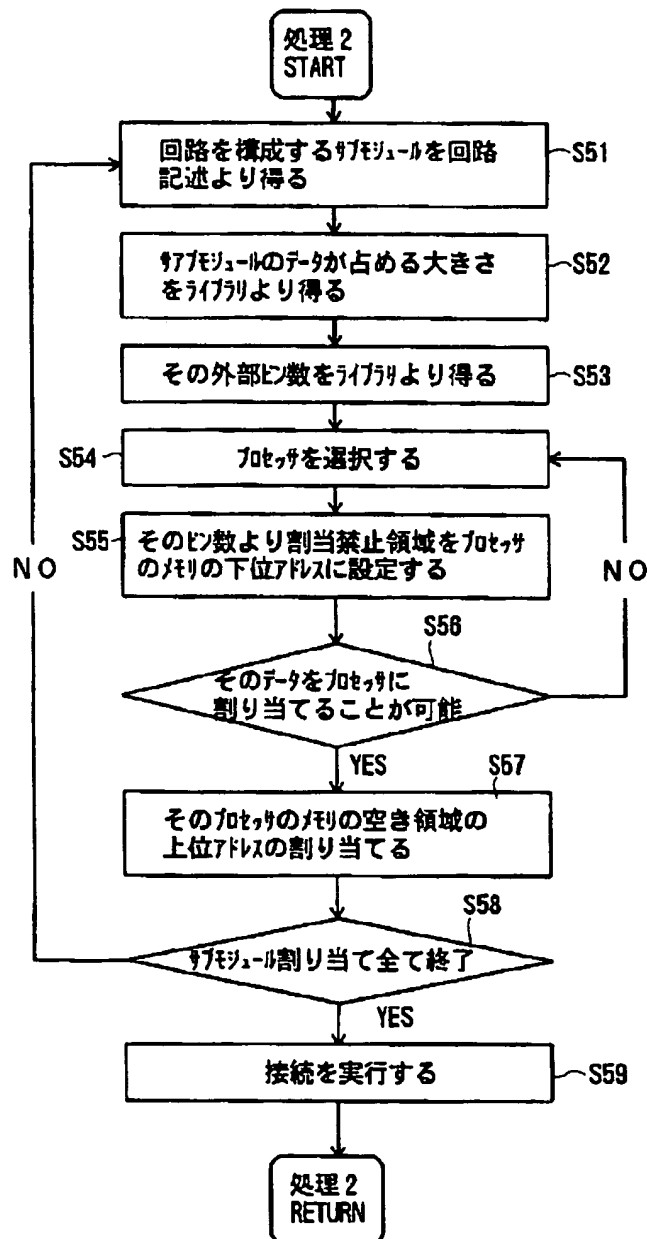 処理2
START
回路を構成するサブモジュールを回路
記述より得る
S51
サアブモジュールのデータが占める大きさ
をライブラリより得る
S52
その外部ピン数をライブラリより得る
S53
S54
プロセッサを選択する
S55
そのピン数より割当禁止領域をプロセッサ
のメモリの下位アドレスに設定する
NO
NO
S56
そのデータをプロセッサに
割り当てることが可能
YES
S57
そのプロセッサのメモリの空き領域の
上位アドレスの割り当てる
S58
サブモジュール割り当て全て終了
YES
接続を実行する
S59
処理2
RETURN